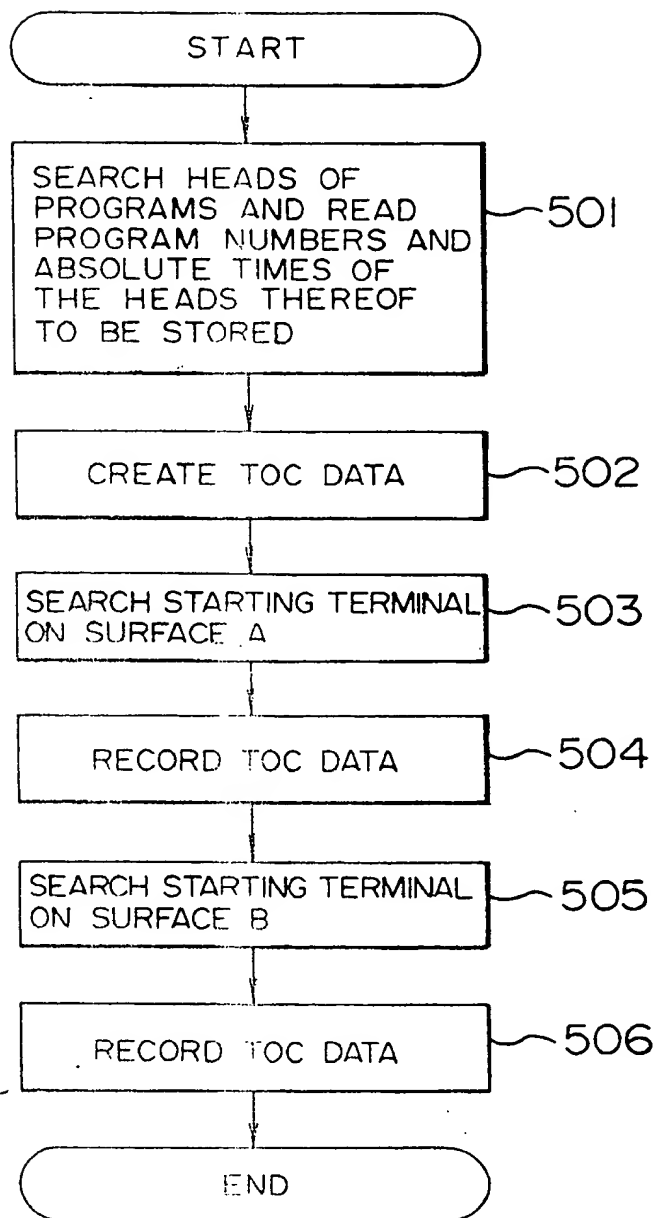 START
SEARCH HEADS OF
PROGRAMS AND READ
PROGRAM NUMBERS AND
ABSOLUTE TIMES OF
THE HEADS THEREOF
TO BE STORED
501
CREATE TOC DATA
502
SEARCH STARTING TERMINAL
ON SURFACE A
503
RECORD TOC DATA
504
SEARCH STARTING TERMINAL
ON SURFACE B
505
RECORD TOC DATA
506
END